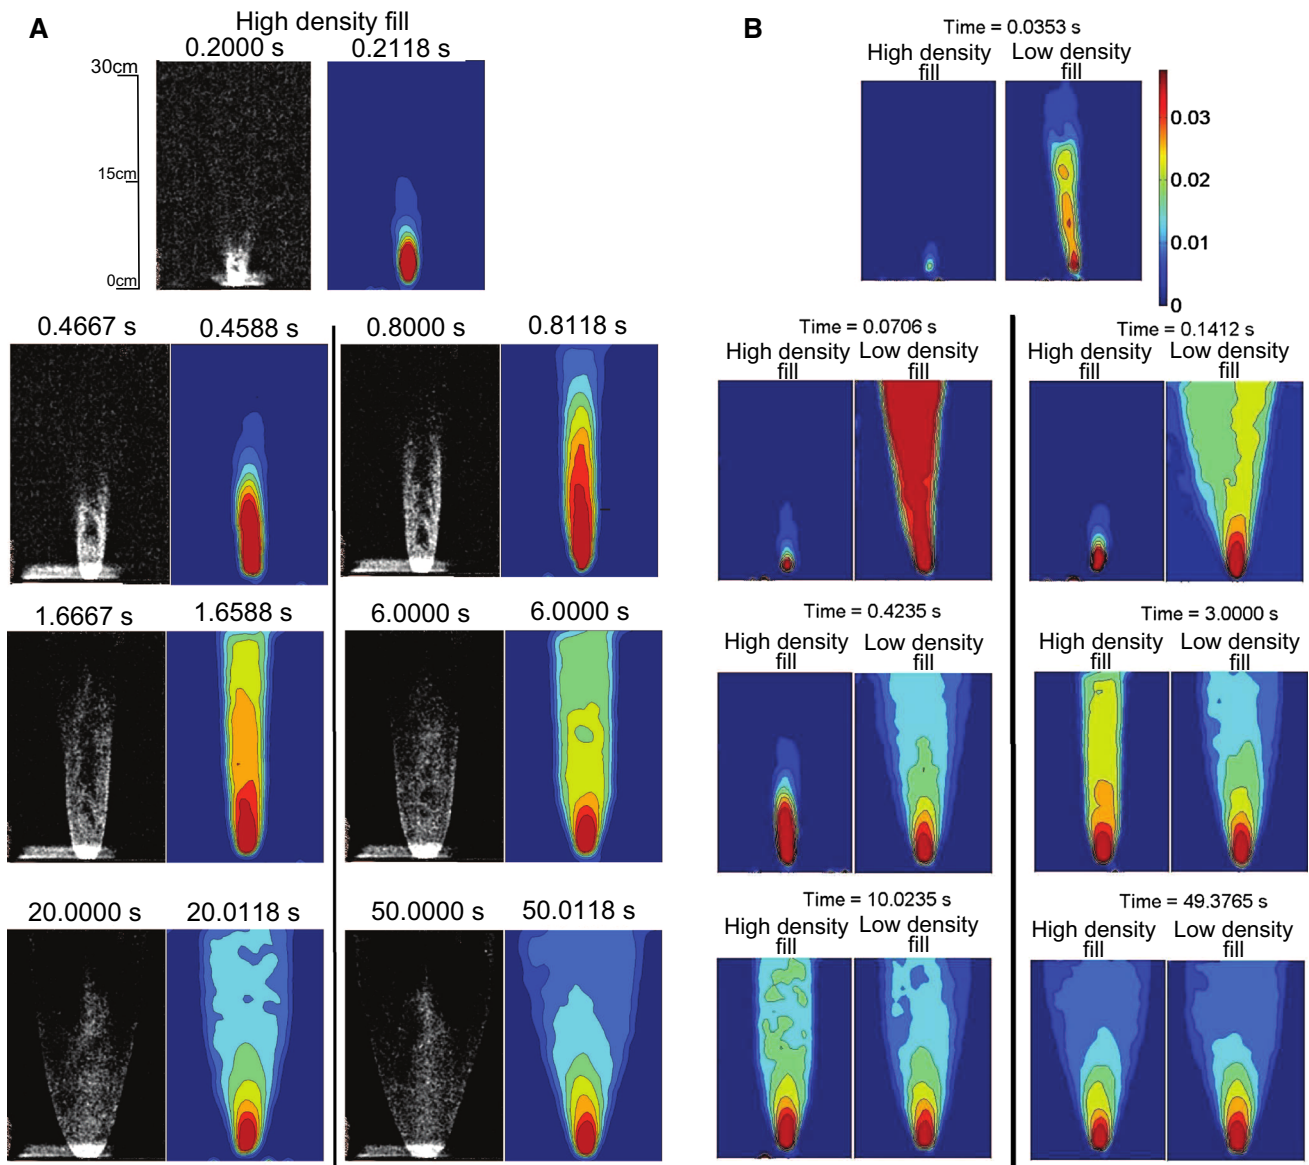 A
High density fill
0.2000 s
0.2118 s
30cm
15cm
0cm
0.4667 s
0.4588 s
0.8000 s
0.8118 s
1.6667 s
1.6588 s
6.0000 s
6.0000 s
20.0000 s
20.0118 s
50.0000 s
50.0118 s
B
Time = 0.0353 s
High density
fill
Low density
fill
0.03
0.02
0.01
0
Time = 0.0706 s
High density
fill
Low density
fill
Time = 0.1412 s
High density
fill
Low density
fill
Time = 0.4235 s
High density
fill
Low density
fill
Time = 3.0000 s
High density
fill
Low density
fill
Time = 10.0235 s
High density
fill
Low density
fill
Time = 49.3765 s
High density
fill
Low density
fill